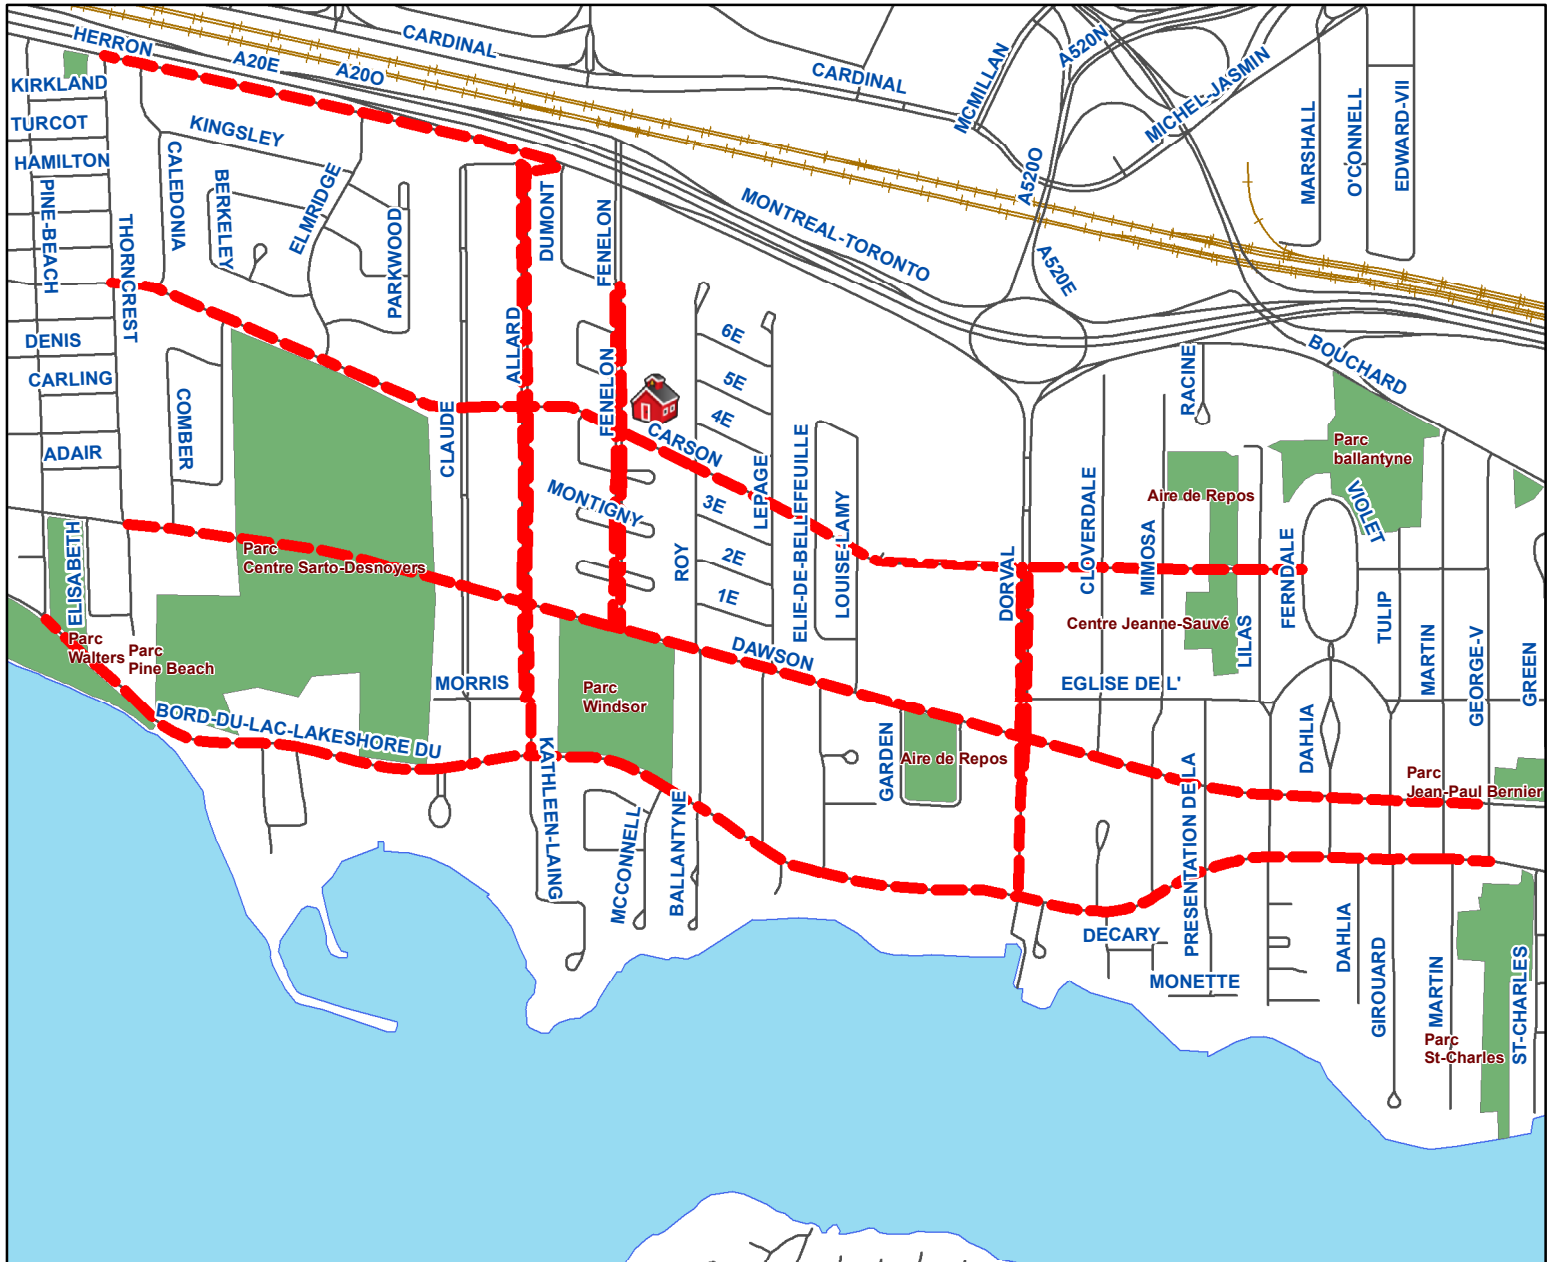 HERRON
CARDINAL
A20E
A20O
CARDINAL
MCMILLAN
A520N
MICHEL-JASMIN
KIRKLAND
TURCOT
HAMILTON
KINGSLEY
CALEDONIA
BERKELEY
ELMRIDGE
PARKWOOD
PINE-BEACH
THORNCREST
DUMONT
FENELON
MONTREAL-TORONTO
A520O
A520E
MARSHALL
O'CONNELL
EDWARD-VII
DENIS
CARLING
ADAIR
COMBER
CLAUDE
ALLARD
FENELON
6E
5E
4E
CARSON
3E
2E
1E
MONTIGNY
ROY
LEPAGE
ELIE-DE-BELLEFEUILLE
LOUISE-LAMY
DORVAL
CLOVERDALE
MIMOSA
RACINE
BOUCHARD
Parc
ballantyne
Aire de Repos
VIOLET
FERNDALE
LILAS
Centre Jeanne-Sauvé
TULIP
MARTIN
GEORGE-V
GREEN
ELISABETH
Parc
Centre Sarto-Desnoyers
Parc
Walters
Parc
Pine Beach
MORRIS
DAWSON
Parc
Windsor
EGLISE DE L'
BORD-DU-LAC-LAKESHORE DU
KATHLEEN-LAING
MCCONNELL
BALLANTYNE
GARDEN
Aire de Repos
PRESENTATION DE LA
DAHLIA
Parc
Jean-Paul Bernier
DECARY
MONETTE
DAHLIA
GIROUARD
MARTIN
ST-CHARLES
Parc
St-Charles